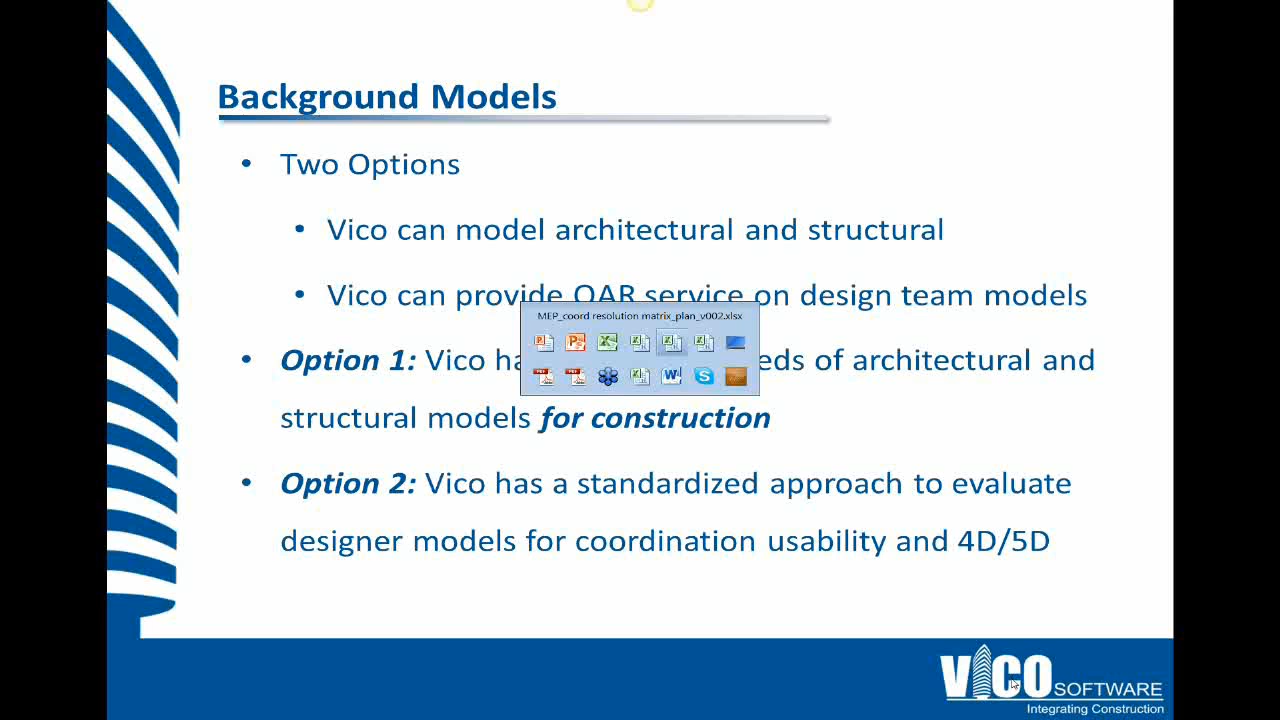 Background Models
• Two Options
• Vico can model architectural and structural
• Vico can provide QAR service on design team models
MEP_coord resolution matrix_plan_v002.xlsx
• Option 1: Vico of architectural and
structural models for construction
• Option 2: Vico has a standardized approach to evaluate
designer models for coordination usability and 4D/5D
VICO SOFTWARE
Integrating Construction